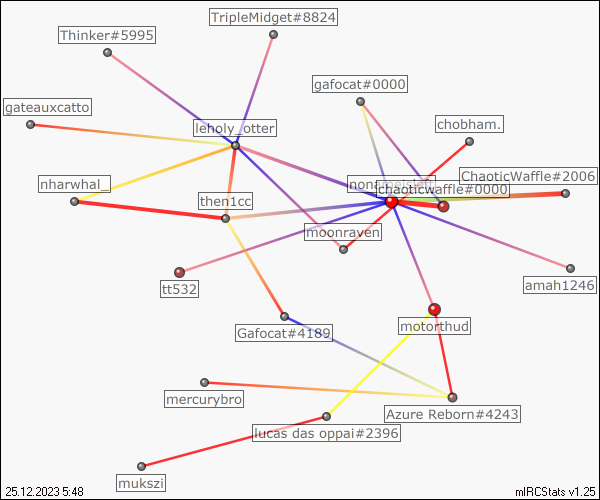 TripleMidget#8824
Thinker#5995
gafocat#0000
gateauxcatto
chobham.
leholy_otter
ChaoticWaffle#2006
nharwhal_
chaoticwaffle#0000
then1cc
moonraven
tt532
amah1246
Gafocat#4189
motorthud
mercurybro
Azure Reborn#4243
lucas das oppai#2396
mukszi
25.12.2023 5:48
mIRCStats v1.25